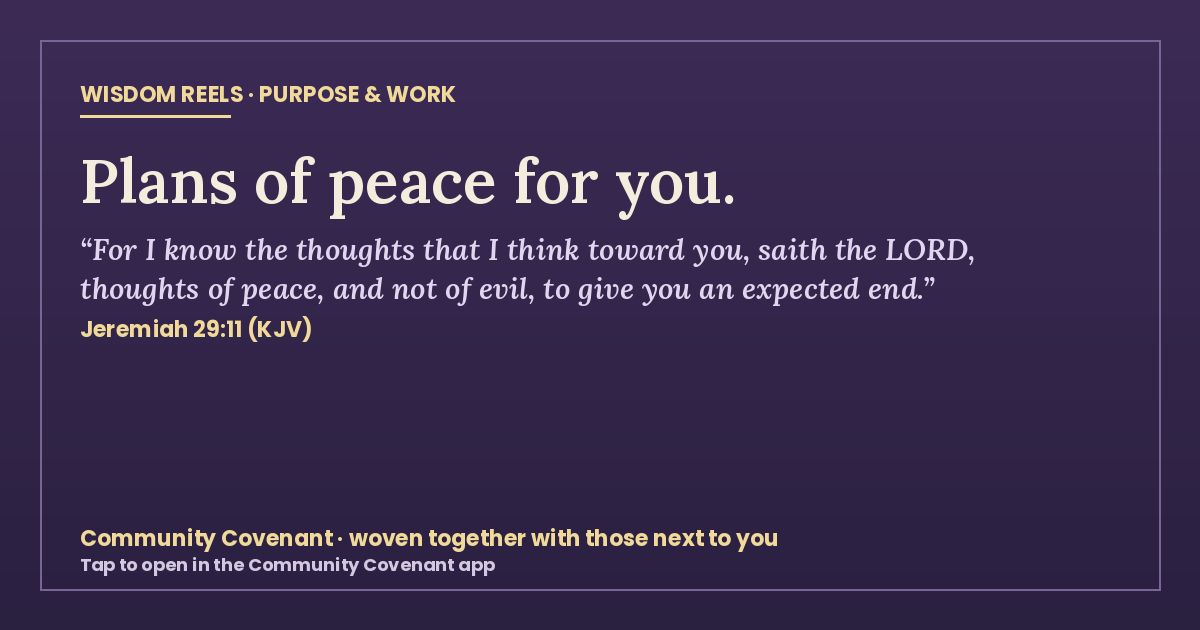 WISDOM REELS · PURPOSE & WORK
Plans of peace for you.
“For I know the thoughts that I think toward you, saith the LORD,
thoughts of peace, and not of evil, to give you an expected end.”
Jeremiah 29:11 (KJV)
Community Covenant · woven together with those next to you
Tap to open in the Community Covenant app